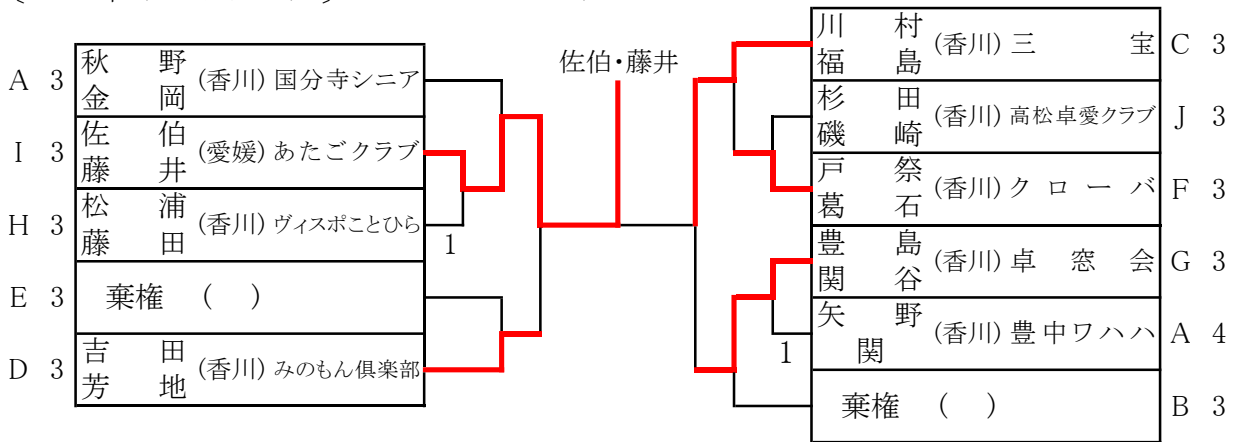 佐伯・藤井
A 3 秋野 金岡 (香川) 国分寺シニア
I 3 佐伯 藤井 (愛媛) あたごクラブ
H 3 松浦 藤田 (香川) ヴィスポことひら
1
E 3 棄権 ( )
D 3 吉田 芳地 (香川) みのもん倶楽部
川村 福島 (香川) 三宝 C 3
杉田 磯崎 (香川) 高松卓愛クラブ J 3
戸祭 葛石 (香川) クローバ F 3
豊島 関谷 (香川) 卓窓会 G 3
矢野 関 (香川) 豊中ワハハ A 4
1
棄権 ( ) B 3